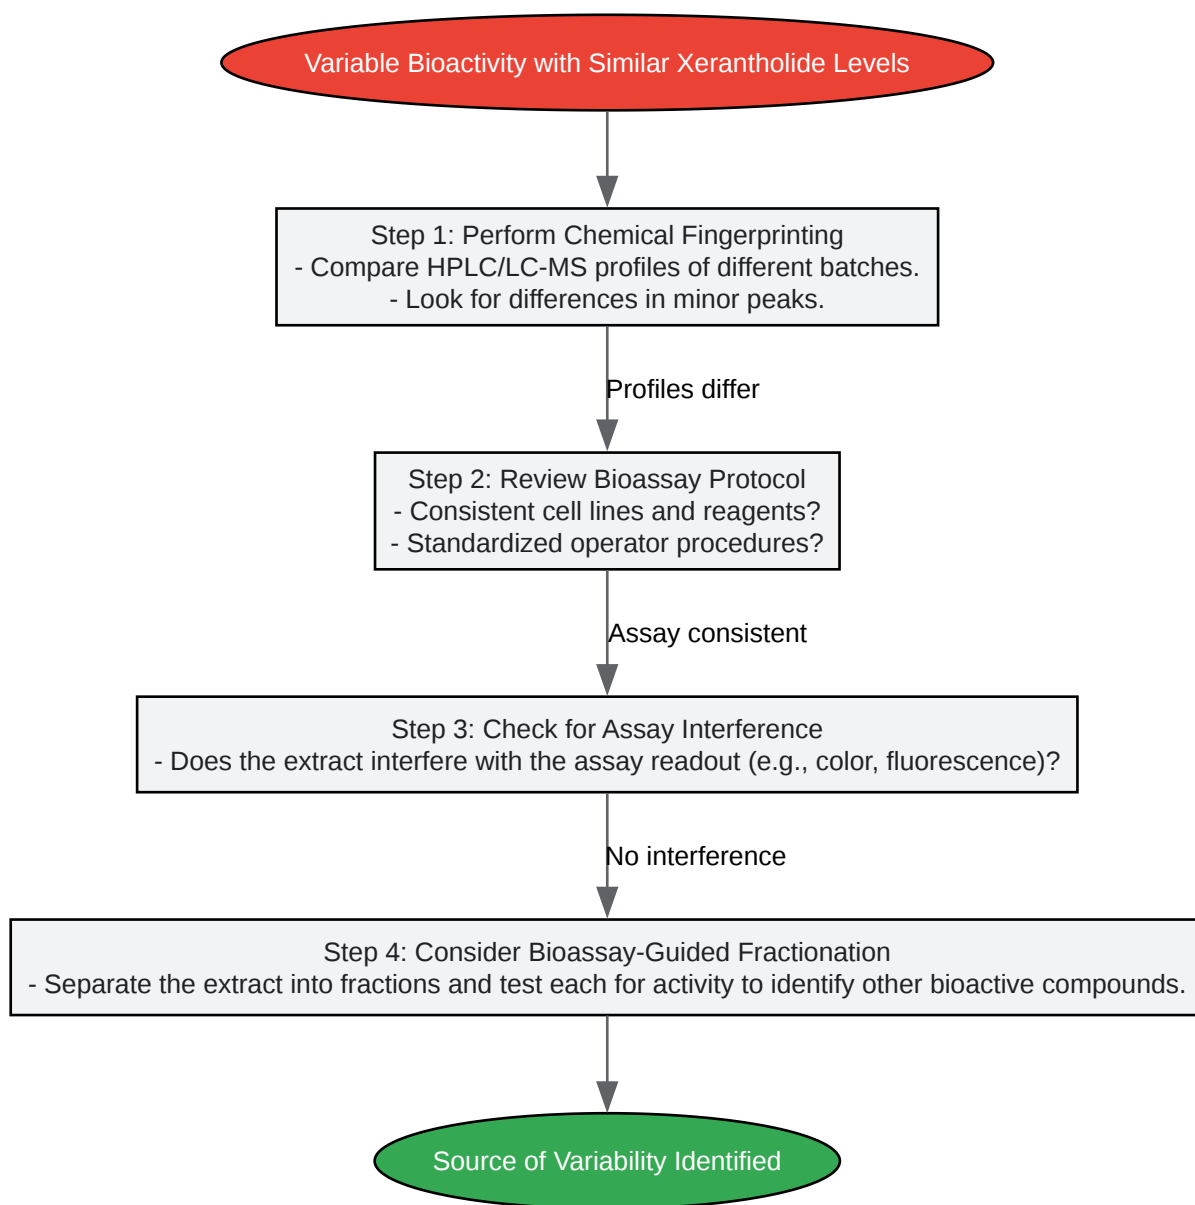 Variable Bioactivity with Similar Xerantholide Levels
Step 1: Perform Chemical Fingerprinting
- Compare HPLC/LC-MS profiles of different batches.
- Look for differences in minor peaks.
Profiles differ
Step 2: Review Bioassay Protocol
- Consistent cell lines and reagents?
- Standardized operator procedures?
Assay consistent
Step 3: Check for Assay Interference
- Does the extract interfere with the assay readout (e.g., color, fluorescence)?
No interference
Step 4: Consider Bioassay-Guided Fractionation
- Separate the extract into fractions and test each for activity to identify other bioactive compounds.
Source of Variability Identified